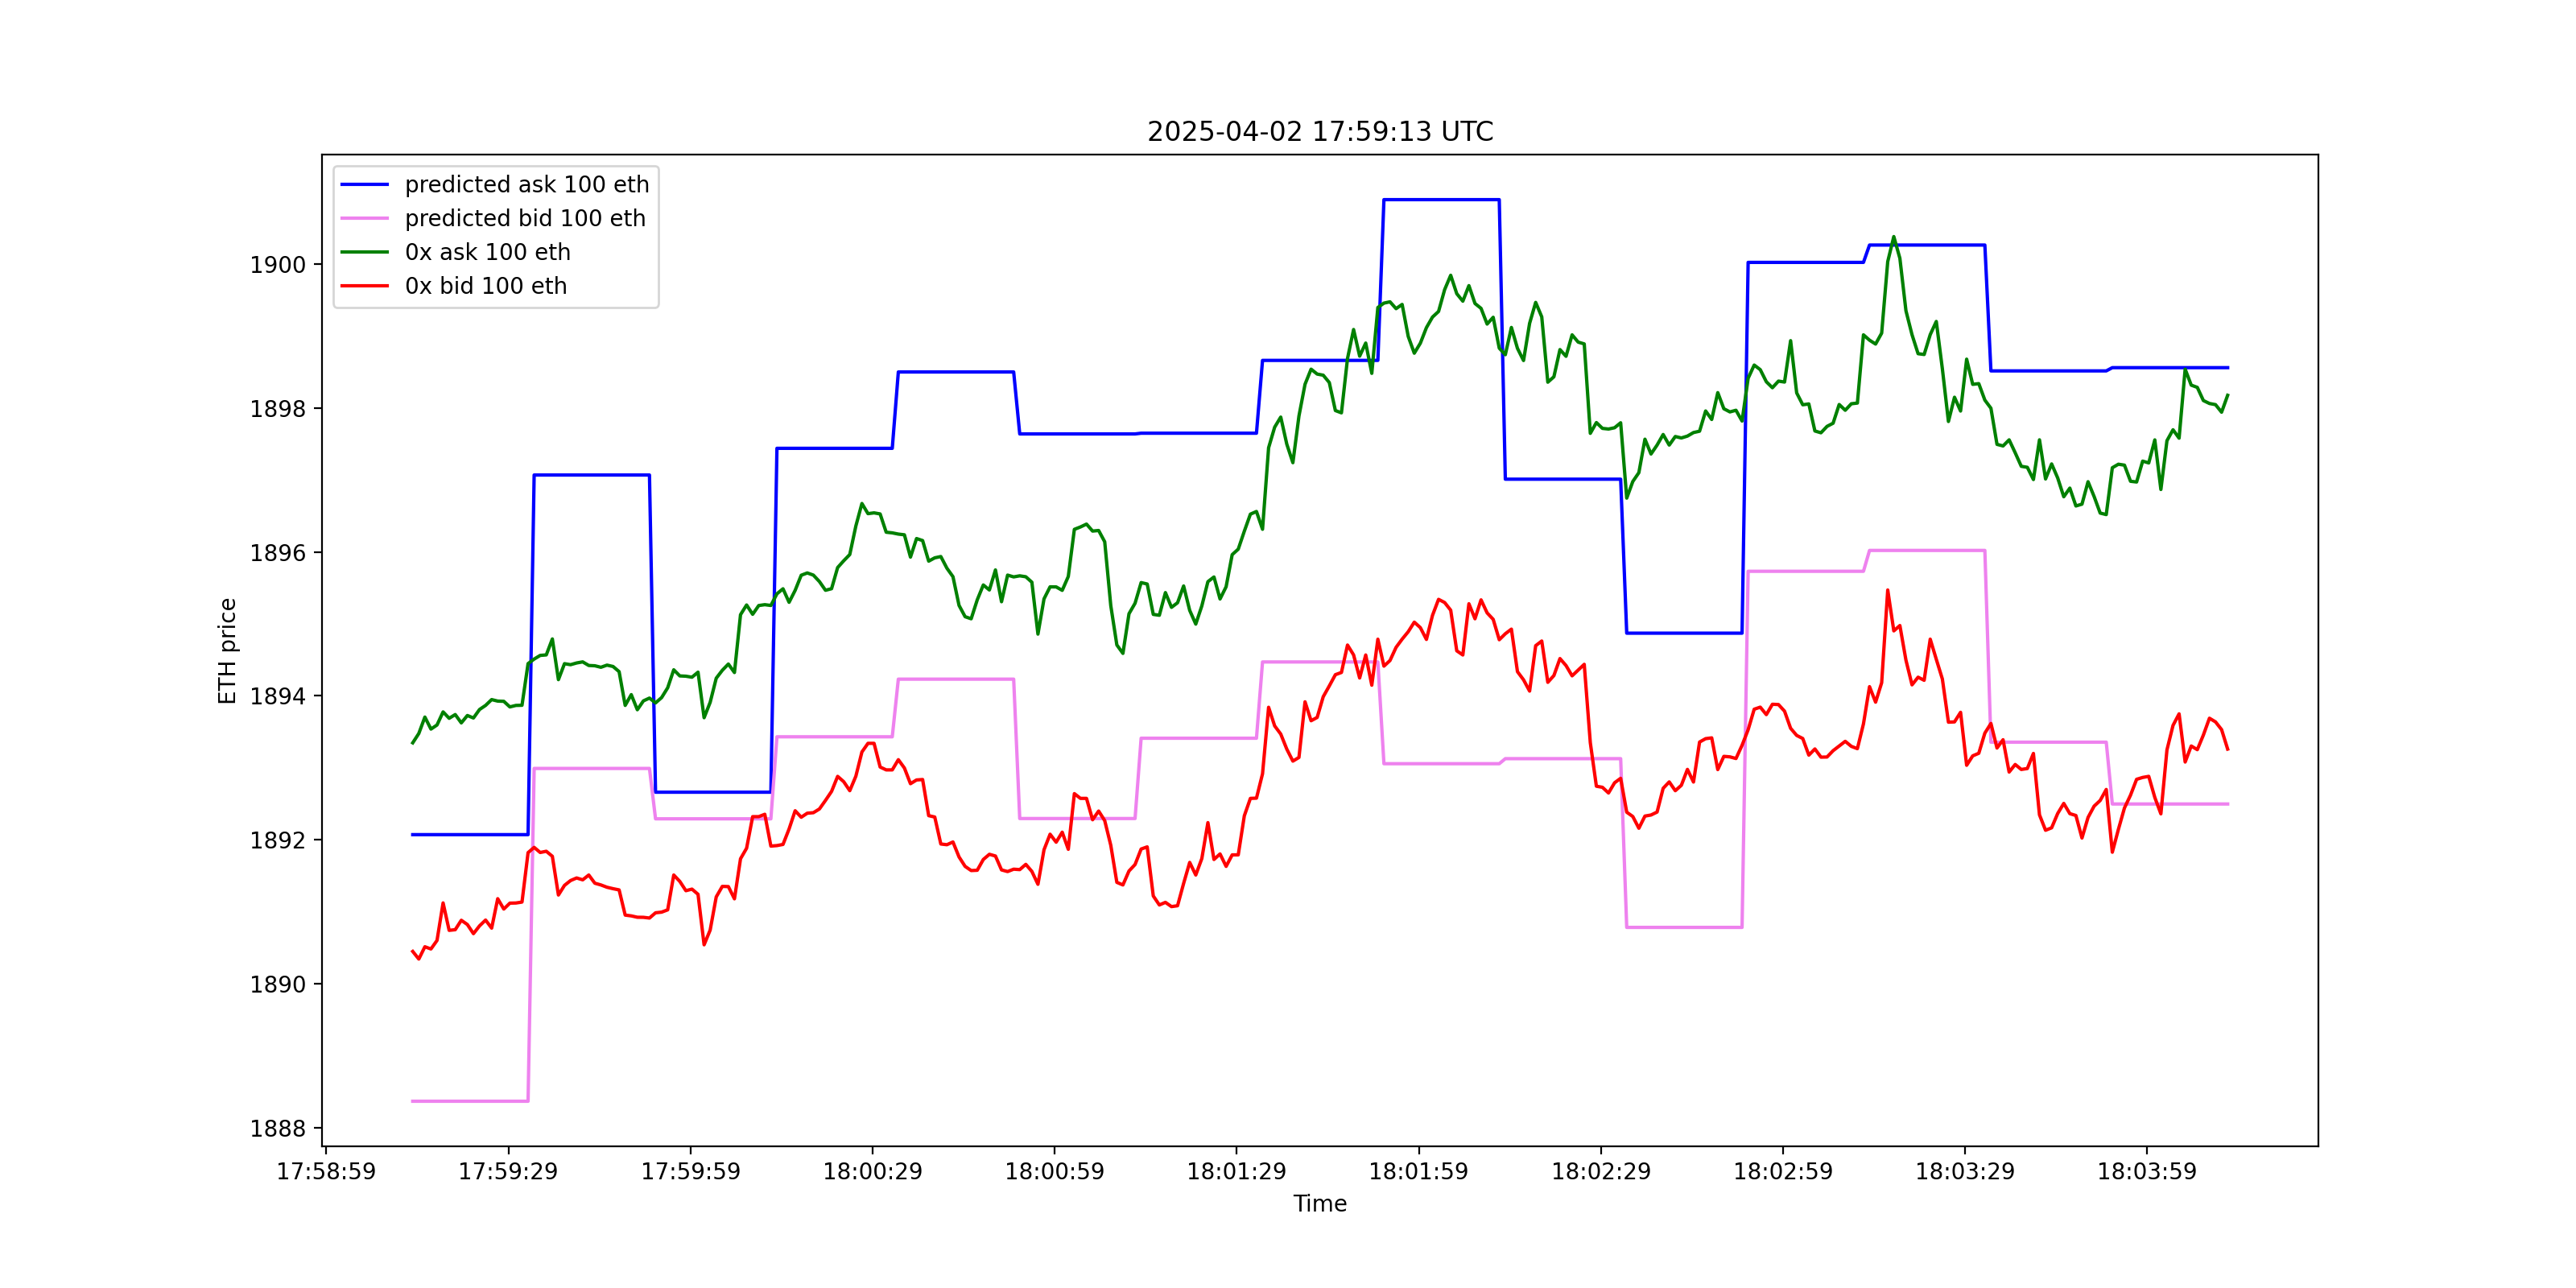 2025-04-02 17:59:13 UTC
predicted ask 100 eth
predicted bid 100 eth
0x ask 100 eth
0x bid 100 eth
ETH price
1900
1898
1896
1894
1892
1890
1888
17:58:59 17:59:29 17:59:59 18:00:29 18:00:59 18:01:29 18:01:59 18:02:29 18:02:59 18:03:29 18:03:59
Time